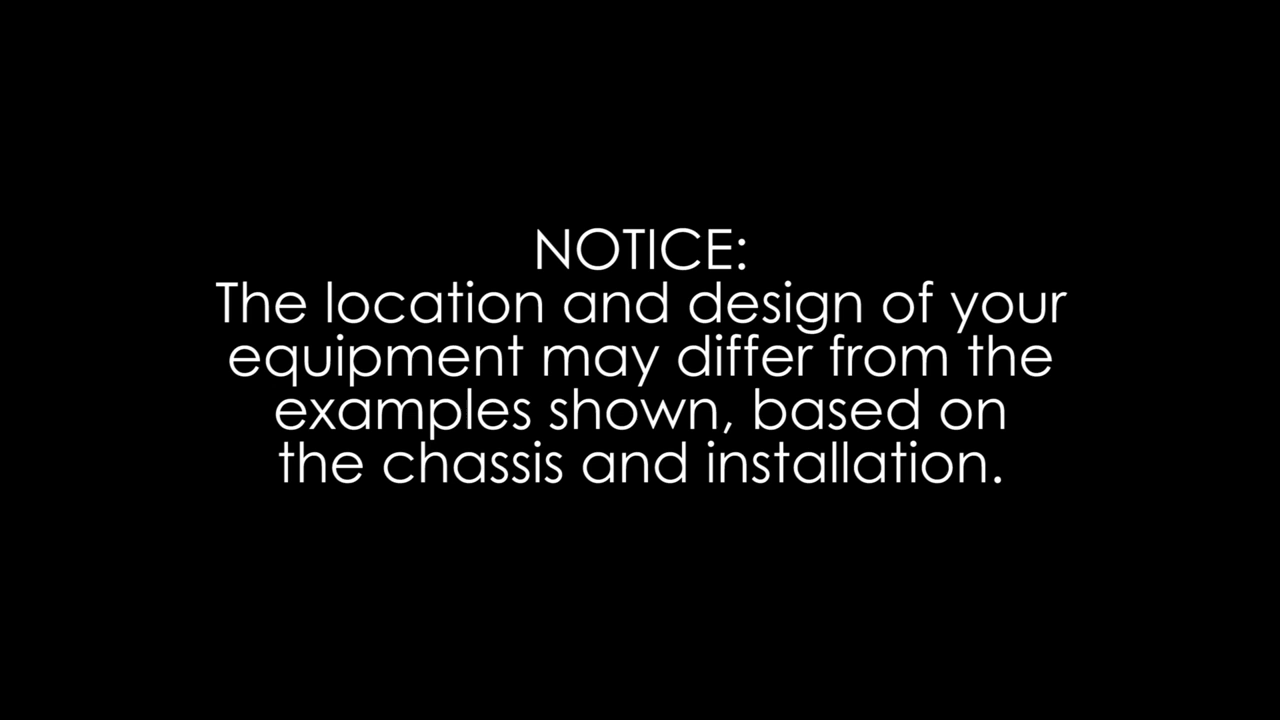 NOTICE:
The location and design of your
equipment may differ from the
examples shown, based on
the chassis and installation.